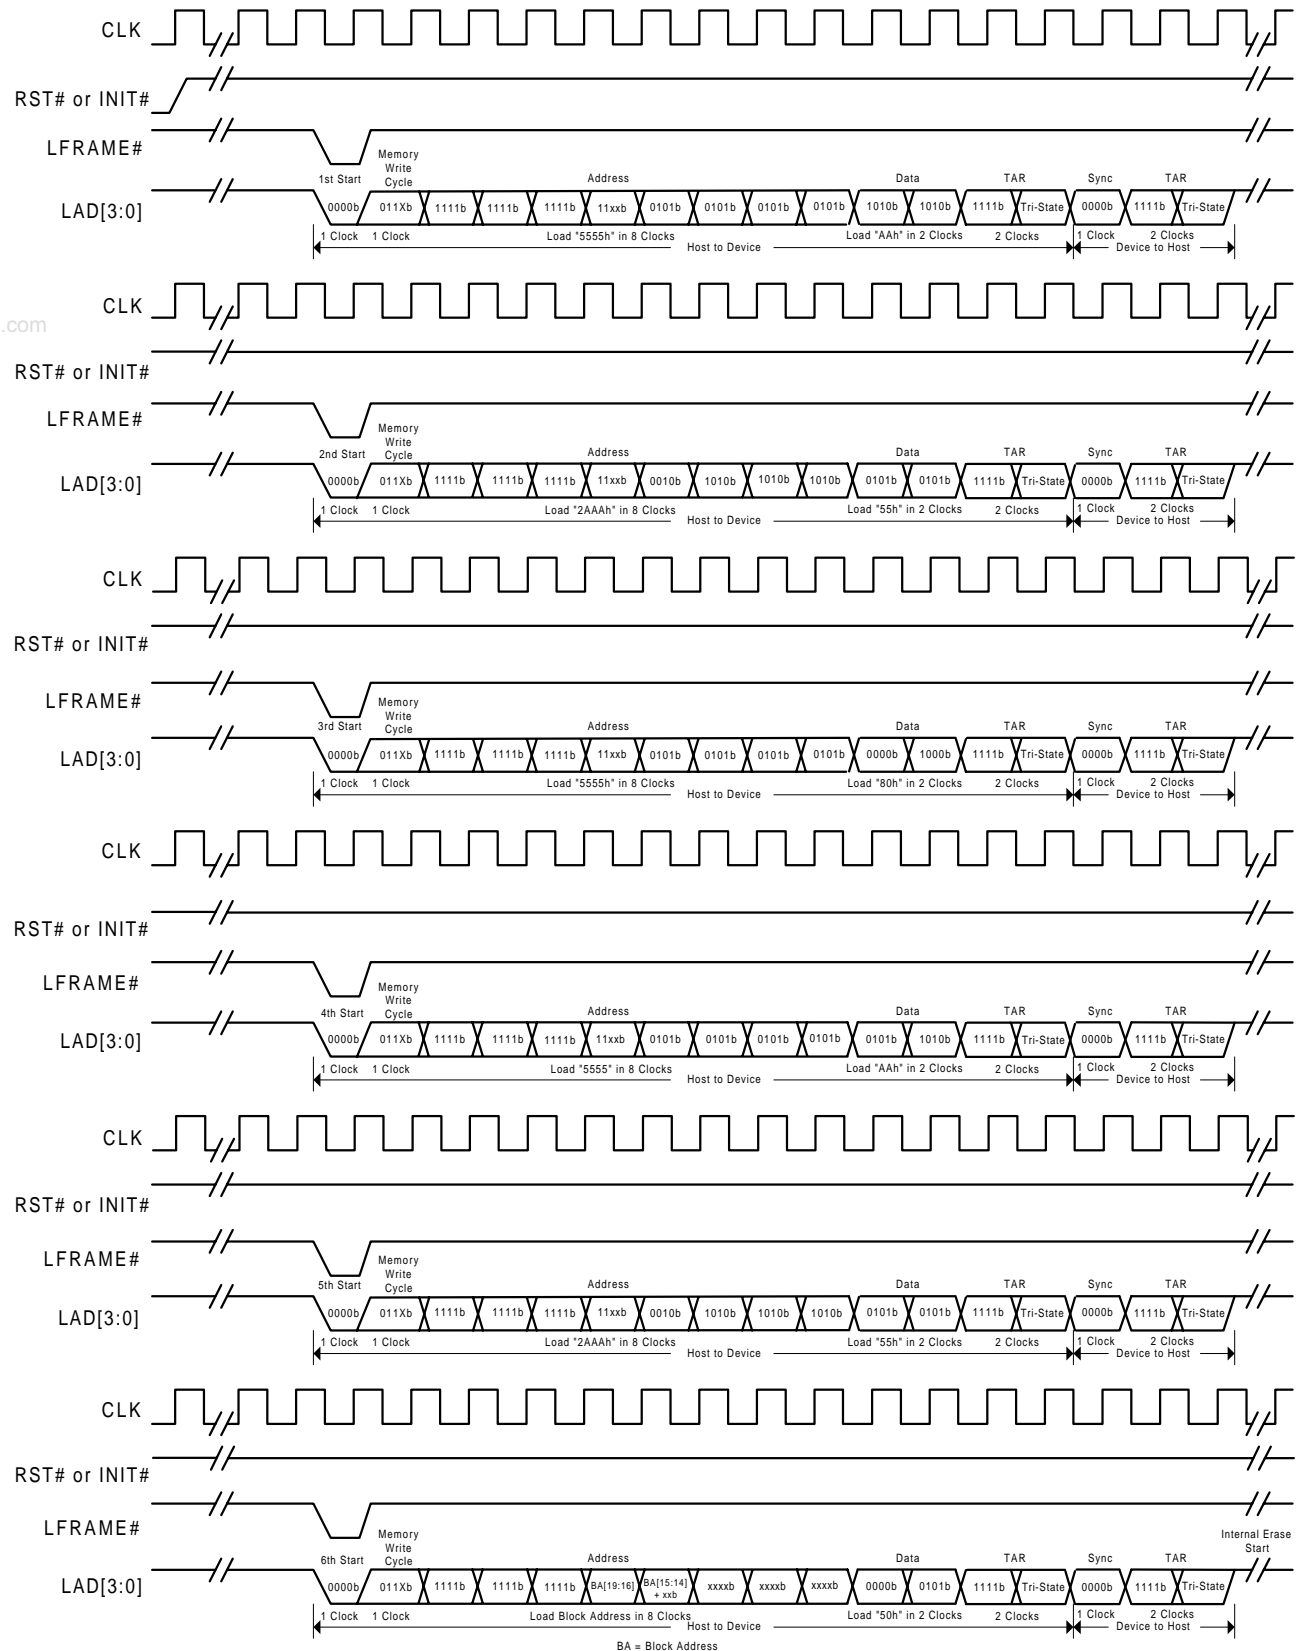 CLK
RST# or INIT#
LFRAME#
Memory
Write
Cycle
1st Start Address Data TAR Sync TAR
LAD[3:0] 0000b 011Xb 1111b 1111b 1111b 11xxb 0101b 0101b 0101b 0101b 1010b 1010b 1111b Tri-State 0000b 1111b Tri-State
1 Clock 1 Clock Load "5555h" in 8 Clocks Load "AAh" in 2 Clocks 2 Clocks 1 Clock 2 Clocks
Host to Device Device to Host
CLK
.com
RST# or INIT#
LFRAME#
Memory
Write
Cycle
2nd Start Address Data TAR Sync TAR
LAD[3:0] 0000b 011Xb 1111b 1111b 1111b 11xxb 0010b 1010b 1010b 1010b 0101b 0101b 1111b Tri-State 0000b 1111b Tri-State
1 Clock 1 Clock Load "2AAAh" in 8 Clocks Load "55h" in 2 Clocks 2 Clocks 1 Clock 2 Clocks
Host to Device Device to Host
CLK
RST# or INIT#
LFRAME#
Memory
Write
Cycle
3rd Start Address Data TAR Sync TAR
LAD[3:0] 0000b 011Xb 1111b 1111b 1111b 11xxb 0101b 0101b 0101b 0101b 0000b 1000b 1111b Tri-State 0000b 1111b Tri-State
1 Clock 1 Clock Load "5555h" in 8 Clocks Load "80h" in 2 Clocks 2 Clocks 1 Clock 2 Clocks
Host to Device Device to Host
CLK
RST# or INIT#
LFRAME#
Memory
Write
Cycle
4th Start Address Data TAR Sync TAR
LAD[3:0] 0000b 011Xb 1111b 1111b 1111b 11xxb 0101b 0101b 0101b 0101b 0101b 1010b 1111b Tri-State 0000b 1111b Tri-State
1 Clock 1 Clock Load "5555" in 8 Clocks Load "AAh" in 2 Clocks 2 Clocks 1 Clock 2 Clocks
Host to Device Device to Host
CLK
RST# or INIT#
LFRAME#
Memory
Write
Cycle
5th Start Address Data TAR Sync TAR
LAD[3:0] 0000b 011Xb 1111b 1111b 1111b 11xxb 0010b 1010b 1010b 1010b 0101b 0101b 1111b Tri-State 0000b 1111b Tri-State
1 Clock 1 Clock Load "2AAAh" in 8 Clocks Load "55h" in 2 Clocks 2 Clocks 1 Clock 2 Clocks
Host to Device Device to Host
CLK
RST# or INIT#
LFRAME#
Memory
Write
Cycle
Internal Erase
Start
6th Start Address Data TAR Sync TAR
LAD[3:0] 0000b 011Xb 1111b 1111b 1111b BA[19:16] BA[15:14] + xxb xxxxb xxxxb xxxxb 0000b 0101b 1111b Tri-State 0000b 1111b Tri-State
1 Clock 1 Clock Load Block Address in 8 Clocks Load "50h" in 2 Clocks 2 Clocks 1 Clock 2 Clocks
Host to Device Device to Host
BA = Block Address